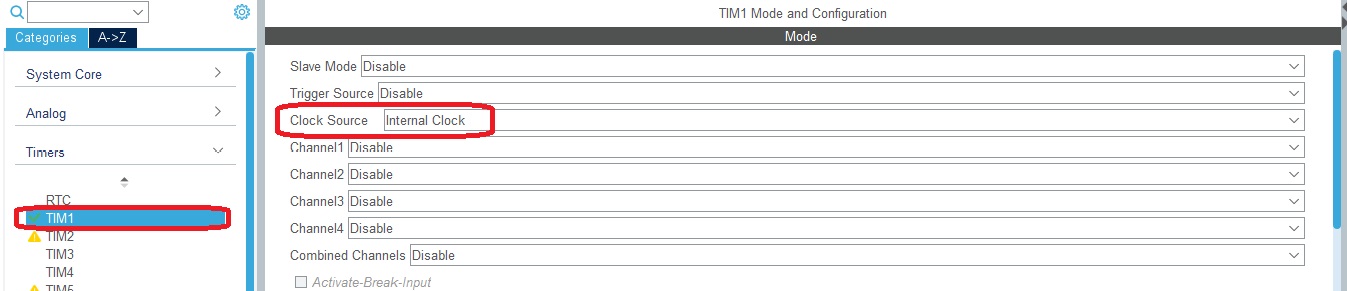 TIM1 Mode and Configuration
Categories A->Z
Mode
System Core
Analog
Timers
RTC
TIM1
TIM2
TIM3
TIM4
TIM5
Slave Mode Disable
Trigger Source Disable
Clock Source Internal Clock
Channel1 Disable
Channel2 Disable
Channel3 Disable
Channel4 Disable
Combined Channels Disable
Activate-Break-Input